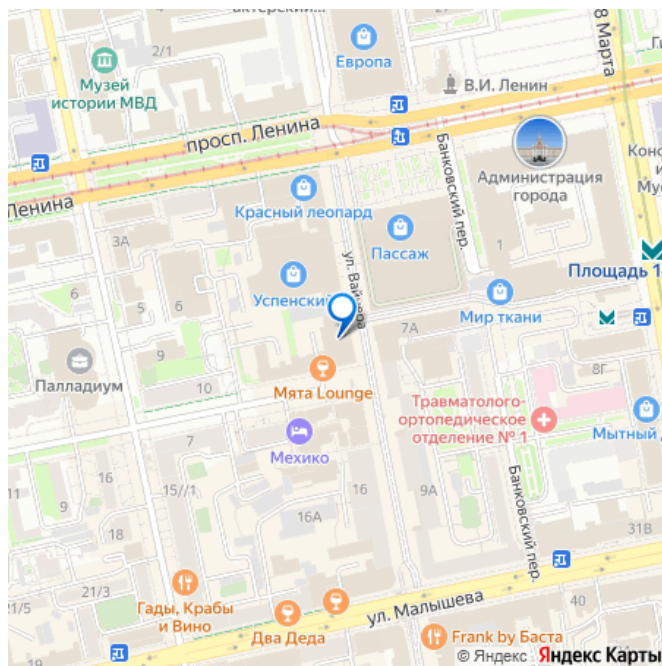 актёрский...
8 Марта
Европа
2/1
Музей
истории МВД
В.И. Ленин
просп. Ленина
Банковский пер.
Администрация
города
Ленина
Красный леопард
3А
Пассаж
1
ул. Вайнера
5
6
6
Успенский
Площадь 1
Мир ткани
7А
9
Палладиум
10
Мята Lounge
8Г
Травматолого-
ортопедическое
отделение № 1
Мытный
7
Мехико
15//1
16
9А
16А
18
16
Банковский пер.
31В
21/3
21/5
Гады, Крабы
и Вино
ул. Малышева
40
Два Деда
Frank by Баста
© Яндекс Яндекс Карты